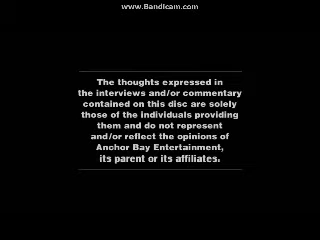 www.Bandicam.com
The thoughts expressed in
the interviews and/or commentary
contained on this disc are solely
those of the individuals providing
them and do not represent
and/or reflect the opinions of
Anchor Bay Entertainment,
its parent or its affiliates.